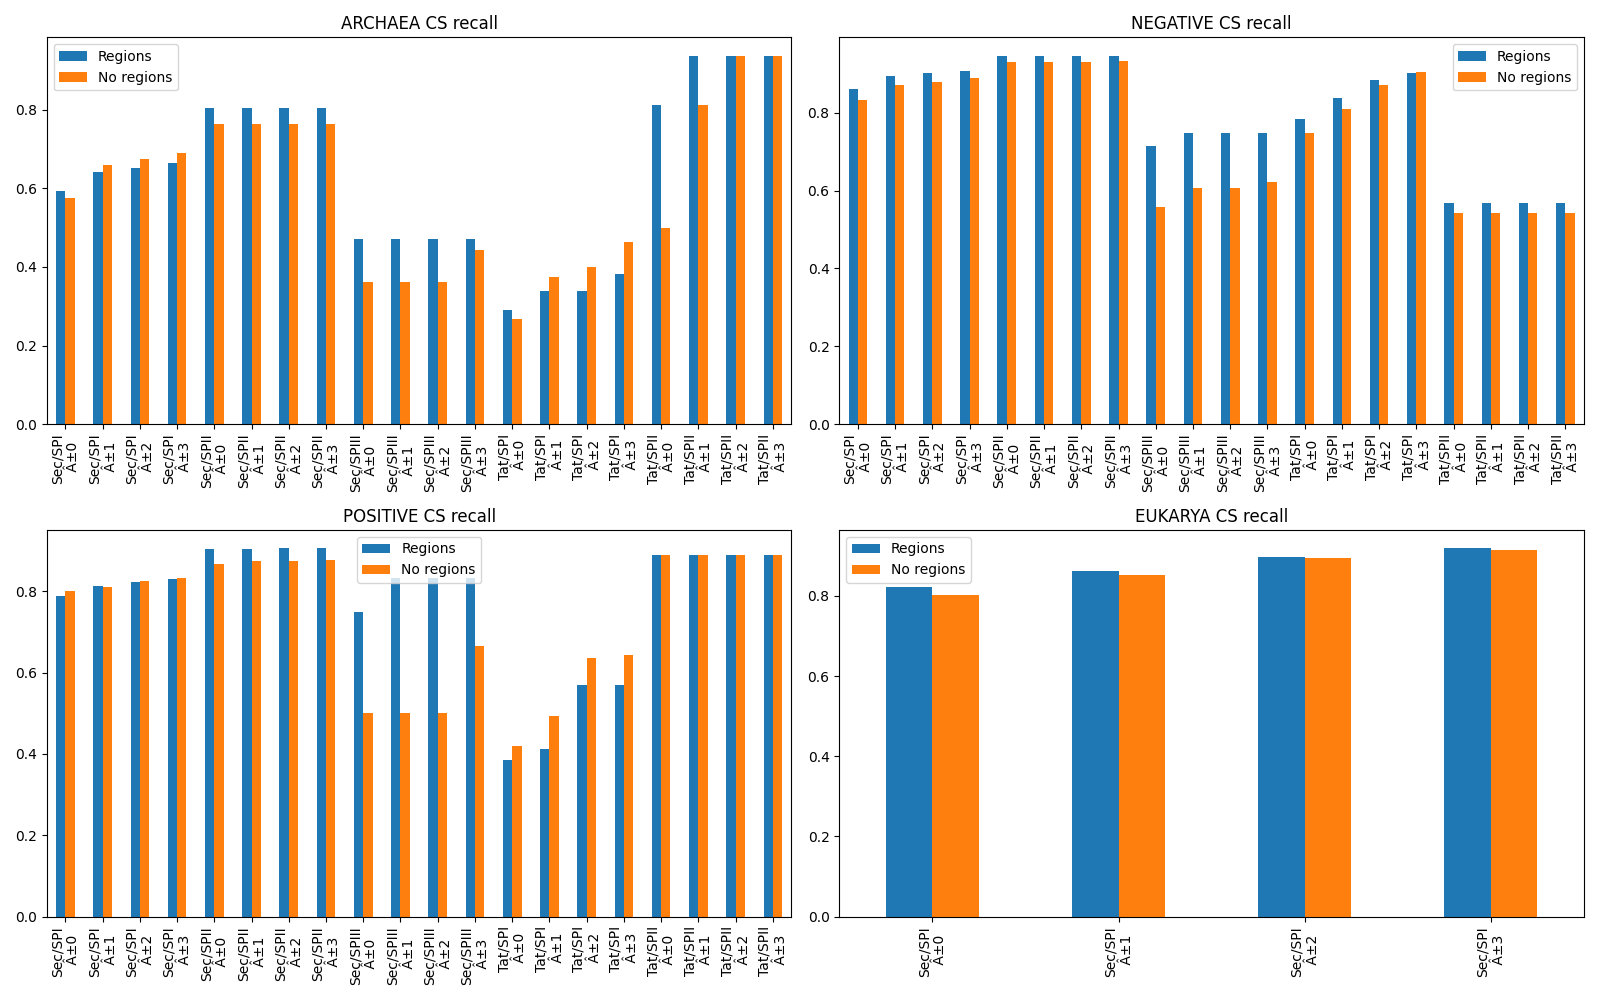 ARCHAEA CS recall
Regions
No regions
0.8
0.6
0.4
0.2
0.0
Sec/SPI
Â±0
Sec/SPI
Â±1
Sec/SPI
Â±2
Sec/SPI
Â±3
Sec/SPII
Â±0
Sec/SPII
Â±1
Sec/SPII
Â±2
Sec/SPII
Â±3
Sec/SPIII
Â±0
Sec/SPIII
Â±1
Sec/SPIII
Â±2
Sec/SPIII
Â±3
Tat/SPI
Â±0
Tat/SPI
Â±1
Tat/SPI
Â±2
Tat/SPI
Â±3
Tat/SPII
Â±0
Tat/SPII
Â±1
Tat/SPII
Â±2
Tat/SPII
Â±3
NEGATIVE CS recall
Regions
No regions
0.8
0.6
0.4
0.2
0.0
Sec/SPI
Â±0
Sec/SPI
Â±1
Sec/SPI
Â±2
Sec/SPI
Â±3
Sec/SPII
Â±0
Sec/SPII
Â±1
Sec/SPII
Â±2
Sec/SPII
Â±3
Sec/SPIII
Â±0
Sec/SPIII
Â±1
Sec/SPIII
Â±2
Sec/SPIII
Â±3
Tat/SPI
Â±0
Tat/SPI
Â±1
Tat/SPI
Â±2
Tat/SPI
Â±3
Tat/SPII
Â±0
Tat/SPII
Â±1
Tat/SPII
Â±2
Tat/SPII
Â±3
POSITIVE CS recall
Regions
No regions
0.8
0.6
0.4
0.2
0.0
Sec/SPI
Â±0
Sec/SPI
Â±1
Sec/SPI
Â±2
Sec/SPI
Â±3
Sec/SPII
Â±0
Sec/SPII
Â±1
Sec/SPII
Â±2
Sec/SPII
Â±3
Sec/SPIII
Â±0
Sec/SPIII
Â±1
Sec/SPIII
Â±2
Sec/SPIII
Â±3
Tat/SPI
Â±0
Tat/SPI
Â±1
Tat/SPI
Â±2
Tat/SPI
Â±3
Tat/SPII
Â±0
Tat/SPII
Â±1
Tat/SPII
Â±2
Tat/SPII
Â±3
EUKARYA CS recall
Regions
No regions
0.8
0.6
0.4
0.2
0.0
Sec/SPI
Â±0
Sec/SPI
Â±1
Sec/SPI
Â±2
Sec/SPI
Â±3